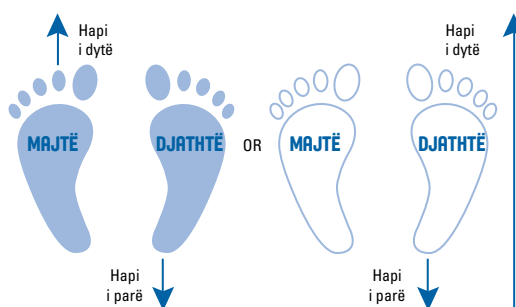 Hapi
i dytë
Hapi
i dytë
MAJTË
DJATHTË
OR
MAJTË
DJATHTË
Hapi
i parë
Hapi
i parë